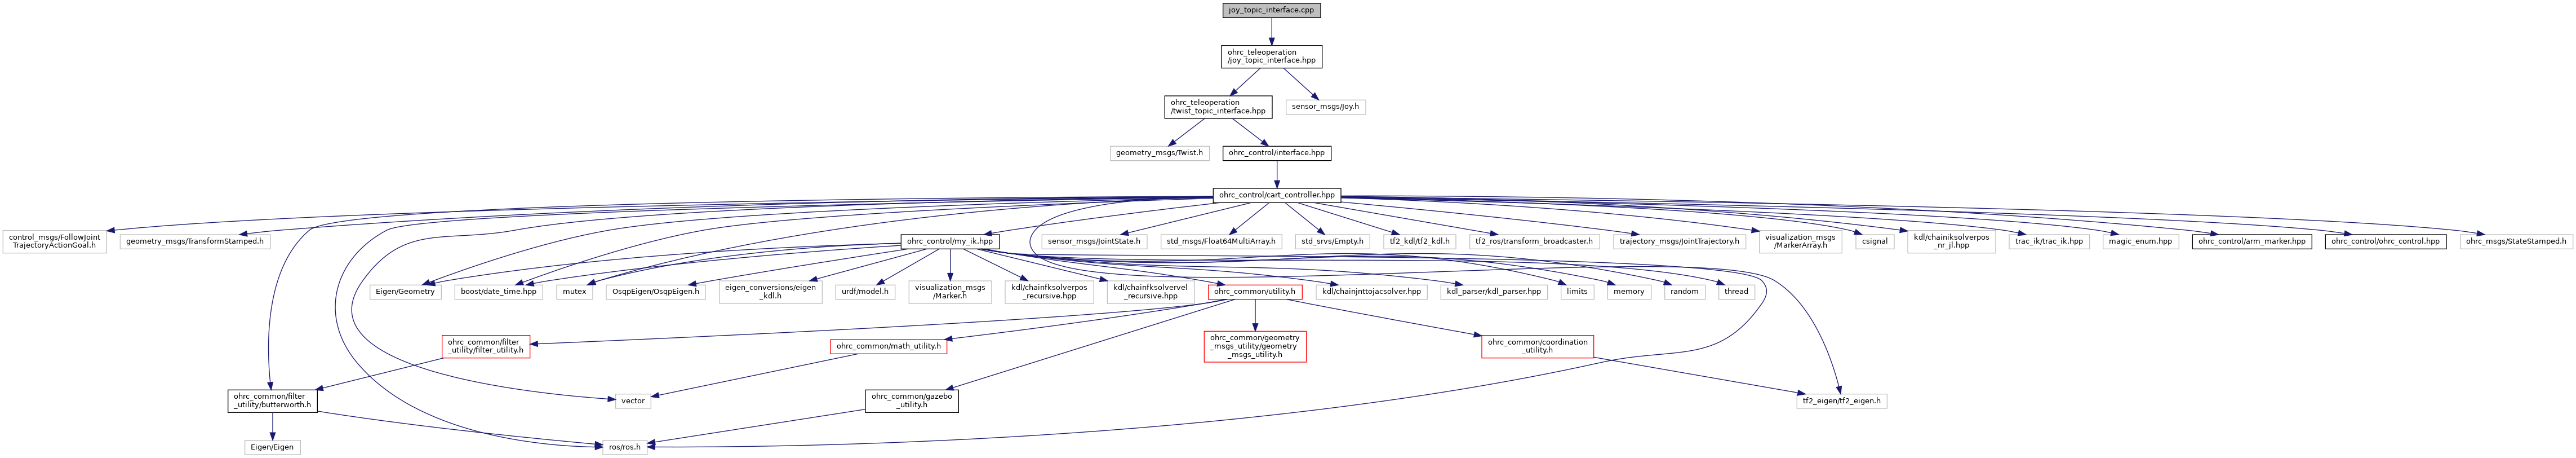 joy_topic_interface.cpp
ohrc_teleoperation
/joy_topic_interface.hpp
ohrc_teleoperation
/twist_topic_interface.hpp
sensor_msgs/Joy.h
geometry_msgs/Twist.h
ohrc_control/interface.hpp
ohrc_control/cart_controller.hpp
control_msgs/FollowJoint
TrajectoryActionGoal.h
geometry_msgs/TransformStamped.h
ohrc_control/my_ik.hpp
sensor_msgs/JointState.h
std_msgs/Float64MultiArray.h
std_srvs/Empty.h
tf2_kdl/tf2_kdl.h
tf2_ros/transform_broadcaster.h
trajectory_msgs/JointTrajectory.h
visualization_msgs
/MarkerArray.h
csignal
kdl/chainiksolverpos
_nr_jl.hpp
trac_ik/trac_ik.hpp
magic_enum.hpp
ohrc_control/arm_marker.hpp
ohrc_control/ohrc_control.hpp
ohrc_msgs/StateStamped.h
Eigen/Geometry
boost/date_time.hpp
mutex
OsqpEigen/OsqpEigen.h
eigen_conversions/eigen
_kdl.h
urdf/model.h
visualization_msgs
/Marker.h
kdl/chainfksolverpos
_recursive.hpp
kdl/chainfksolvervel
_recursive.hpp
ohrc_common/utility.h
kdl/chainjnttojacsolver.hpp
kdl_parser/kdl_parser.hpp
limits
memory
random
thread
ohrc_common/filter
_utility/filter_utility.h
ohrc_common/math_utility.h
ohrc_common/geometry
_msgs_utility/geometry
_msgs_utility.h
ohrc_common/coordination
_utility.h
ohrc_common/filter
_utility/butterworth.h
vector
ohrc_common/gazebo
_utility.h
tf2_eigen/tf2_eigen.h
Eigen/Eigen
ros/ros.h